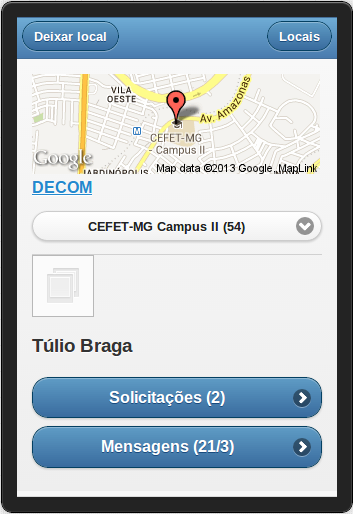 Deixar local
Locais
VILA
OESTE
Av. Amazonas
M
CEFET-MG
- Campus II
JARDINÓPOLIS
Google
Map data ©2013 Google, MapLink
DECOM
CEFET-MG Campus II (54)
Túlio Braga
Solicitações (2)
Mensagens (21/3)